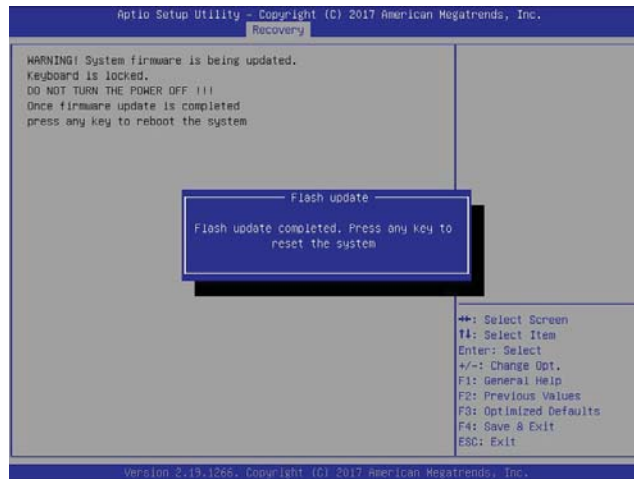 Aptio Setup Utility – Copyright (C) 2017 American Megatrends, Inc.
Recovery
WARNING! System firmware is being updated.
Keyboard is locked.
DO NOT TURN THE POWER OFF !!!
Once firmware update is completed
press any key to reboot the system
Flash update
Flash update completed. Press any key to
reset the system
→←: Select Screen
↑↓: Select Item
Enter: Select
+/-: Change Opt.
F1: General Help
F2: Previous Values
F3: Optimized Defaults
F4: Save & Exit
ESC: Exit
Version 2.19.1266. Copyright (C) 2017 American Megatrends, Inc.